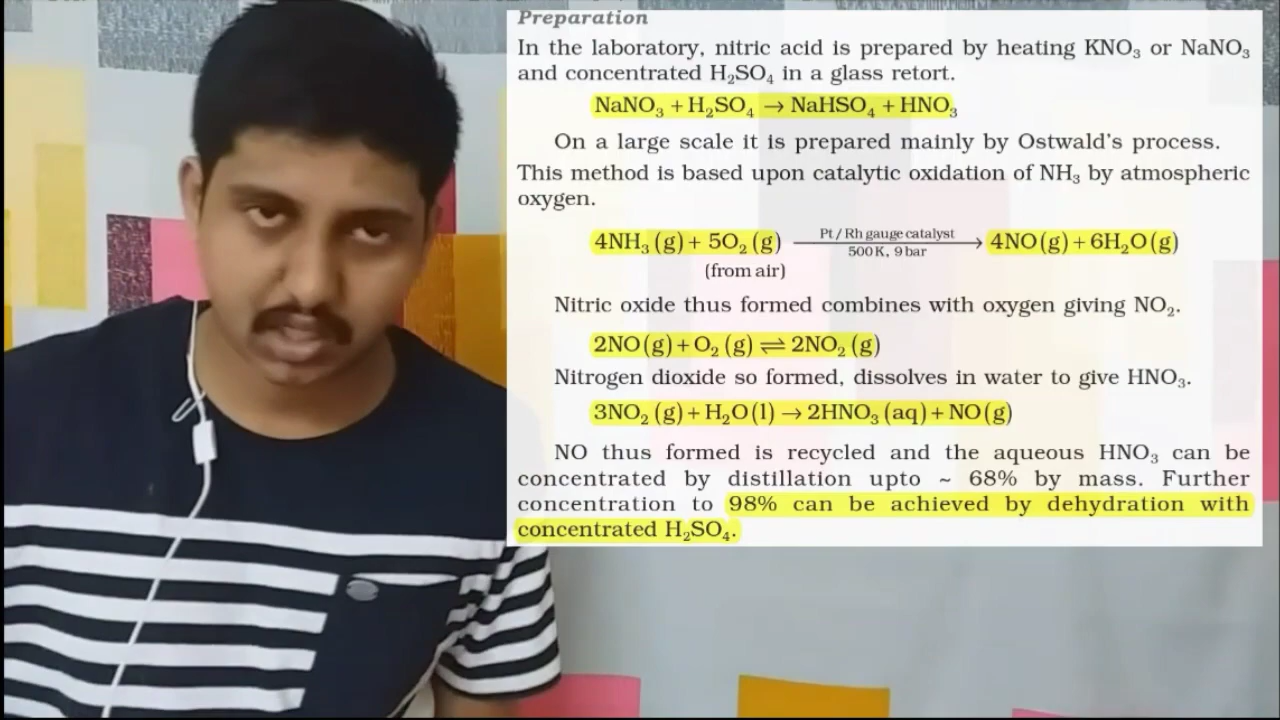 Preparation
In the laboratory, nitric acid is prepared by heating KNO₃ or NaNO₃
and concentrated H₂SO₄ in a glass retort.
NaNO₃ + H₂SO₄ → NaHSO₄ + HNO₃
On a large scale it is prepared mainly by Ostwald’s process.
This method is based upon catalytic oxidation of NH₃ by atmospheric
oxygen.
4NH₃ (g) + 5O₂ (g) Pt / Rh gauge catalyst 500 K, 9 bar → 4NO (g) + 6H₂O (g)
(from air)
Nitric oxide thus formed combines with oxygen giving NO₂.
2NO (g) + O₂ (g) ⇌ 2NO₂ (g)
Nitrogen dioxide so formed, dissolves in water to give HNO₃.
3NO₂ (g) + H₂O (l) → 2HNO₃ (aq) + NO (g)
NO thus formed is recycled and the aqueous HNO₃ can be
concentrated by distillation upto ~ 68% by mass. Further
concentration to 98% can be achieved by dehydration with
concentrated H₂SO₄.